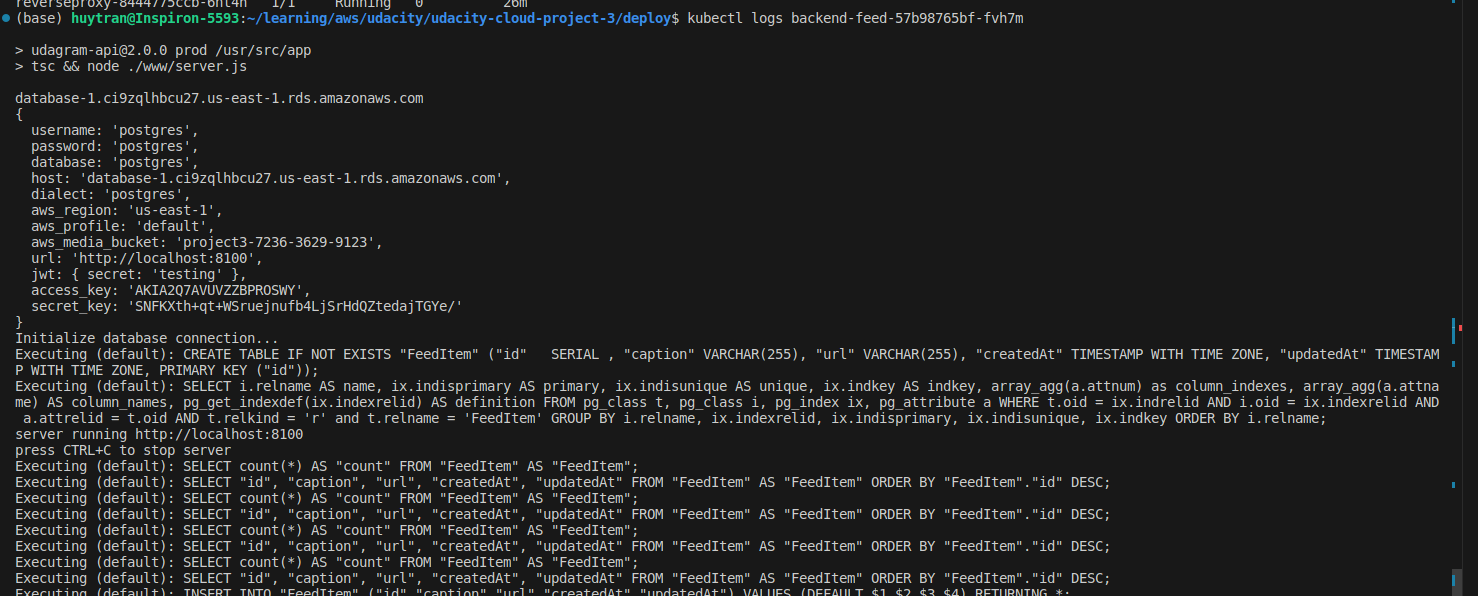 reverseproxy-8444775ccb-6nt4n   1/1     Running   0          26m
(base) huytran@Inspiron-5593:~/learning/aws/udacity/udacity-cloud-project-3/deploy$ kubectl logs backend-feed-57b98765bf-fvh7m
> udagram-api@2.0.0 prod /usr/src/app
> tsc && node ./www/server.js
database-1.ci9zqlhbcu27.us-east-1.rds.amazonaws.com
{
  username: 'postgres',
  password: 'postgres',
  database: 'postgres',
  host: 'database-1.ci9zqlhbcu27.us-east-1.rds.amazonaws.com',
  dialect: 'postgres',
  aws_region: 'us-east-1',
  aws_profile: 'default',
  aws_media_bucket: 'project3-7236-3629-9123',
  url: 'http://localhost:8100',
  jwt: { secret: 'testing' },
  access_key: 'AKIA2Q7AVUVZZBPROSWY',
  secret_key: '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'
}
Initialize database connection...
Executing (default): CREATE TABLE IF NOT EXISTS "FeedItem" ("id"   SERIAL , "caption" VARCHAR(255), "url" VARCHAR(255), "createdAt" TIMESTAMP WITH TIME ZONE, "updatedAt" TIMESTAM
P WITH TIME ZONE, PRIMARY KEY ("id"));
Executing (default): SELECT i.relname AS name, ix.indisprimary AS primary, ix.indisunique AS unique, ix.indkey AS indkey, array_agg(a.attnum) as column_indexes, array_agg(a.attna
me) AS column_names, pg_get_indexdef(ix.indexrelid) AS definition FROM pg_class t, pg_class i, pg_index ix, pg_attribute a WHERE t.oid = ix.indrelid AND i.oid = ix.indexrelid AND
 a.attrelid = t.oid AND t.relkind = 'r' and t.relname = 'FeedItem' GROUP BY i.relname, ix.indexrelid, ix.indisprimary, ix.indisunique, ix.indkey ORDER BY i.relname;
server running http://localhost:8100
press CTRL+C to stop server
Executing (default): SELECT count(*) AS "count" FROM "FeedItem" AS "FeedItem";
Executing (default): SELECT "id", "caption", "url", "createdAt", "updatedAt" FROM "FeedItem" AS "FeedItem" ORDER BY "FeedItem"."id" DESC;
Executing (default): SELECT count(*) AS "count" FROM "FeedItem" AS "FeedItem";
Executing (default): SELECT "id", "caption", "url", "createdAt", "updatedAt" FROM "FeedItem" AS "FeedItem" ORDER BY "FeedItem"."id" DESC;
Executing (default): SELECT count(*) AS "count" FROM "FeedItem" AS "FeedItem";
Executing (default): SELECT "id", "caption", "url", "createdAt", "updatedAt" FROM "FeedItem" AS "FeedItem" ORDER BY "FeedItem"."id" DESC;
Executing (default): SELECT count(*) AS "count" FROM "FeedItem" AS "FeedItem";
Executing (default): SELECT "id", "caption", "url", "createdAt", "updatedAt" FROM "FeedItem" AS "FeedItem" ORDER BY "FeedItem"."id" DESC;
Executing (default): INSERT INTO "FeedItem" ("id","caption","url","createdAt","updatedAt") VALUES (DEFAULT,$1,$2,$3,$4) RETURNING *;